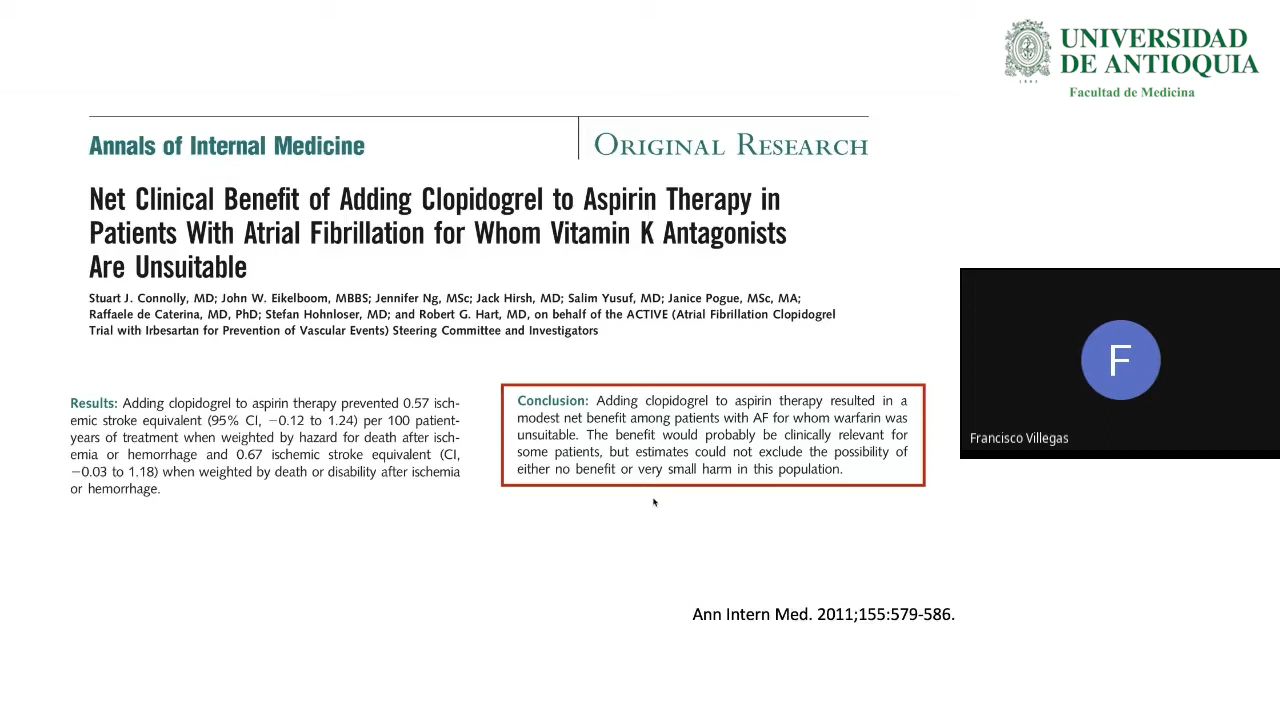 UNIVERSIDAD
DE ANTIOQUIA
1803
Facultad de Medicina
Annals of Internal Medicine
ORIGINAL RESEARCH
Net Clinical Benefit of Adding Clopidogrel to Aspirin Therapy in
Patients With Atrial Fibrillation for Whom Vitamin K Antagonists
Are Unsuitable
Stuart J. Connolly, MD; John W. Eikelboom, MBBS; Jennifer Ng, MSc; Jack Hirsh, MD; Salim Yusuf, MD; Janice Pogue, MSc, MA;
Raffaele de Caterina, MD, PhD; Stefan Hohnloser, MD; and Robert G. Hart, MD, on behalf of the ACTIVE (Atrial Fibrillation Clopidogrel
Trial with Irbesartan for Prevention of Vascular Events) Steering Committee and Investigators
Results: Adding clopidogrel to aspirin therapy prevented 0.57 isch-
emic stroke equivalent (95% CI, −0.12 to 1.24) per 100 patient-
years of treatment when weighted by hazard for death after isch-
emia or hemorrhage and 0.67 ischemic stroke equivalent (CI,
−0.03 to 1.18) when weighted by death or disability after ischemia
or hemorrhage.
Conclusion: Adding clopidogrel to aspirin therapy resulted in a
modest net benefit among patients with AF for whom warfarin was
unsuitable. The benefit would probably be clinically relevant for
some patients, but estimates could not exclude the possibility of
either no benefit or very small harm in this population.
F
Francisco Villegas
Ann Intern Med. 2011;155:579-586.